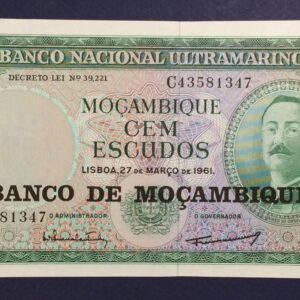 BANCO NACIONAL ULTRAMARINO
DECRETO LEI Nº 39,221
C43581347
MOÇAMBIQUE
CEM
ESCUDOS
LISBOA, 27 DE MARÇO DE 1961.
BANCO DE MOÇAMBIQUE
81347
O ADMINISTRADOR
O GOVERNADOR